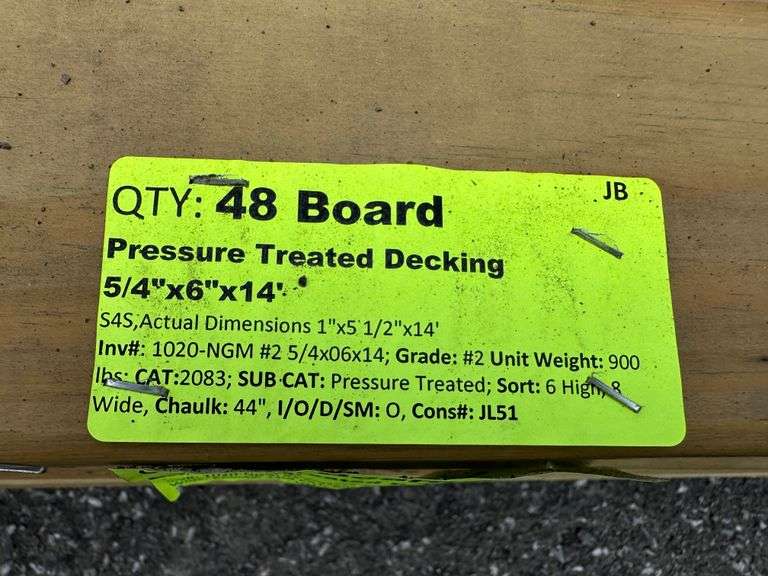 QTY: 48 Board
JB
Pressure Treated Decking
5/4"x6"x14'
S4S,Actual Dimensions 1"x5 1/2"x14'
Inv#: 1020-NGM #2 5/4x06x14; Grade: #2 Unit Weight: 900
lbs; CAT:2083; SUB CAT: Pressure Treated; Sort: 6 High, 8
Wide, Chaulk: 44", I/O/D/SM: O, Cons#: JL51